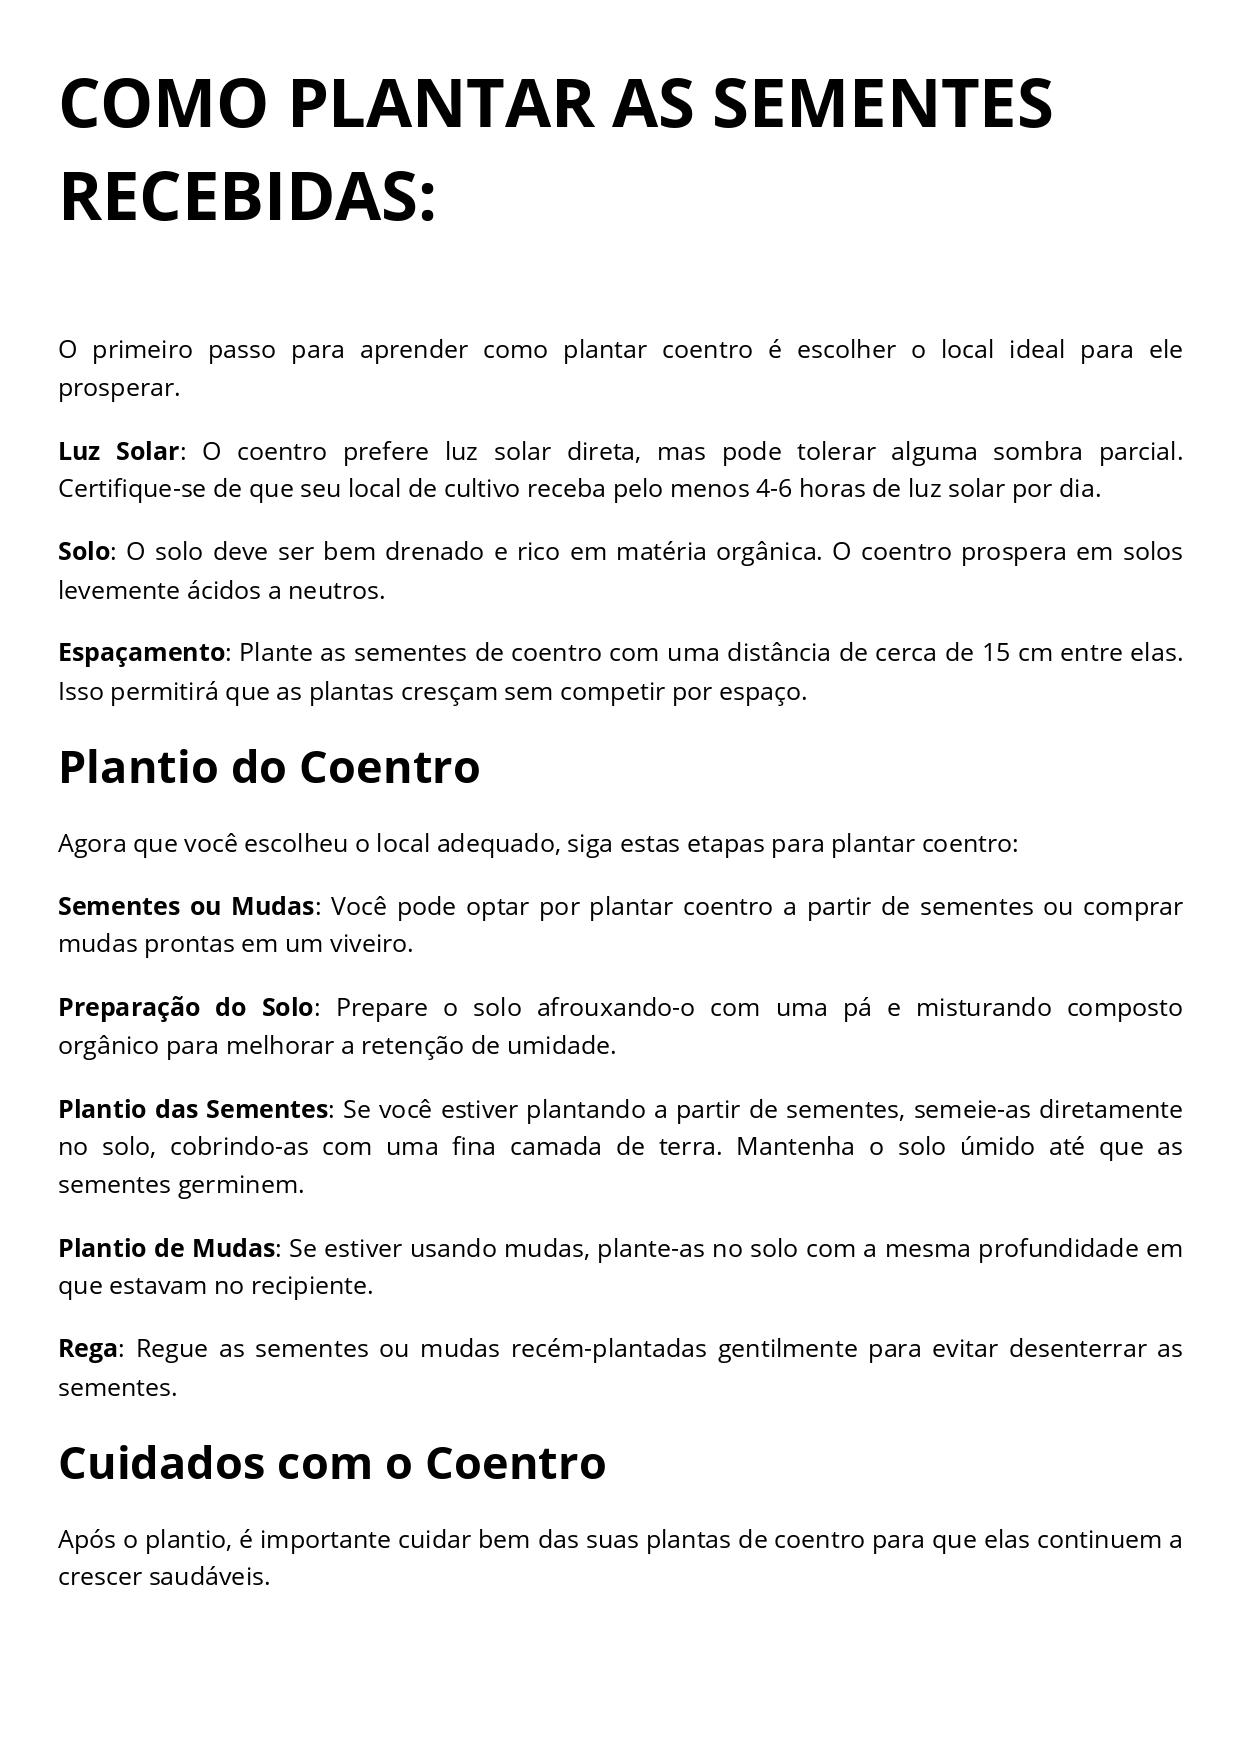 COMO PLANTAR AS SEMENTES
RECEBIDAS:
O primeiro passo para aprender como plantar coentro é escolher o local ideal para ele
prosperar.
Luz Solar: O coentro prefere luz solar direta, mas pode tolerar alguma sombra parcial.
Certifique-se de que seu local de cultivo receba pelo menos 4-6 horas de luz solar por dia.
Solo: O solo deve ser bem drenado e rico em matéria orgânica. O coentro prospera em solos
levemente ácidos a neutros.
Espaçamento: Plante as sementes de coentro com uma distância de cerca de 15 cm entre elas.
Isso permitirá que as plantas cresçam sem competir por espaço.
Plantio do Coentro
Agora que você escolheu o local adequado, siga estas etapas para plantar coentro:
Sementes ou Mudas: Você pode optar por plantar coentro a partir de sementes ou comprar
mudas prontas em um viveiro.
Preparação do Solo: Prepare o solo afrouxando-o com uma pá e misturando composto
orgânico para melhorar a retenção de umidade.
Plantio das Sementes: Se você estiver plantando a partir de sementes, semeie-as diretamente
no solo, cobrindo-as com uma fina camada de terra. Mantenha o solo úmido até que as
sementes germinem.
Plantio de Mudas: Se estiver usando mudas, plante-as no solo com a mesma profundidade em
que estavam no recipiente.
Rega: Regue as sementes ou mudas recém-plantadas gentilmente para evitar desenterrar as
sementes.
Cuidados com o Coentro
Após o plantio, é importante cuidar bem das suas plantas de coentro para que elas continuem a
crescer saudáveis.